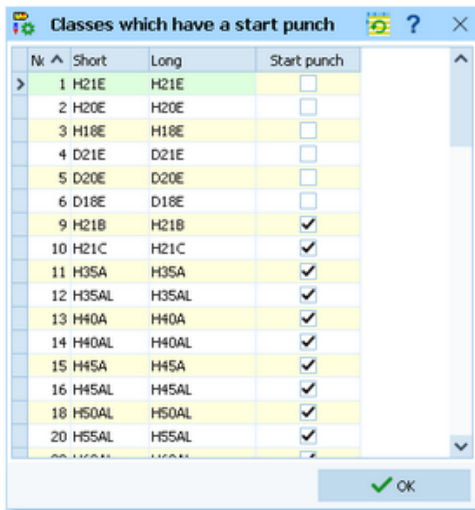 Classes which have a start punch ?
Nc Short Long Start punch
1 H21E H21E
2 H20E H20E
3 H18E H18E
4 D21E D21E
5 D20E D20E
6 D18E D18E
9 H21B H21B
10 H21C H21C
11 H35A H35A
12 H35AL H35AL
13 H40A H40A
14 H40AL H40AL
15 H45A H45A
16 H45AL H45AL
18 H50AL H50AL
20 H55AL H55AL
OK